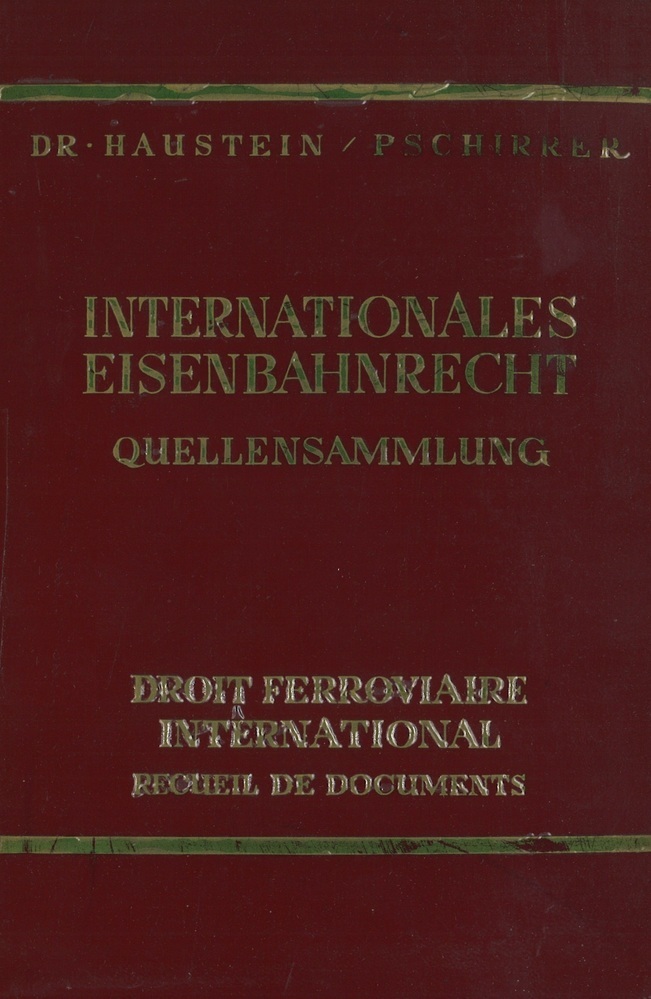 DR · HAUSTEIN / PSCHIRRER
INTERNATIONALES
EISENBAHNRECHT
QUELLENSAMMLUNG
DROIT FERROVIAIRE
INTERNATIONAL
RECUEIL DE DOCUMENTS